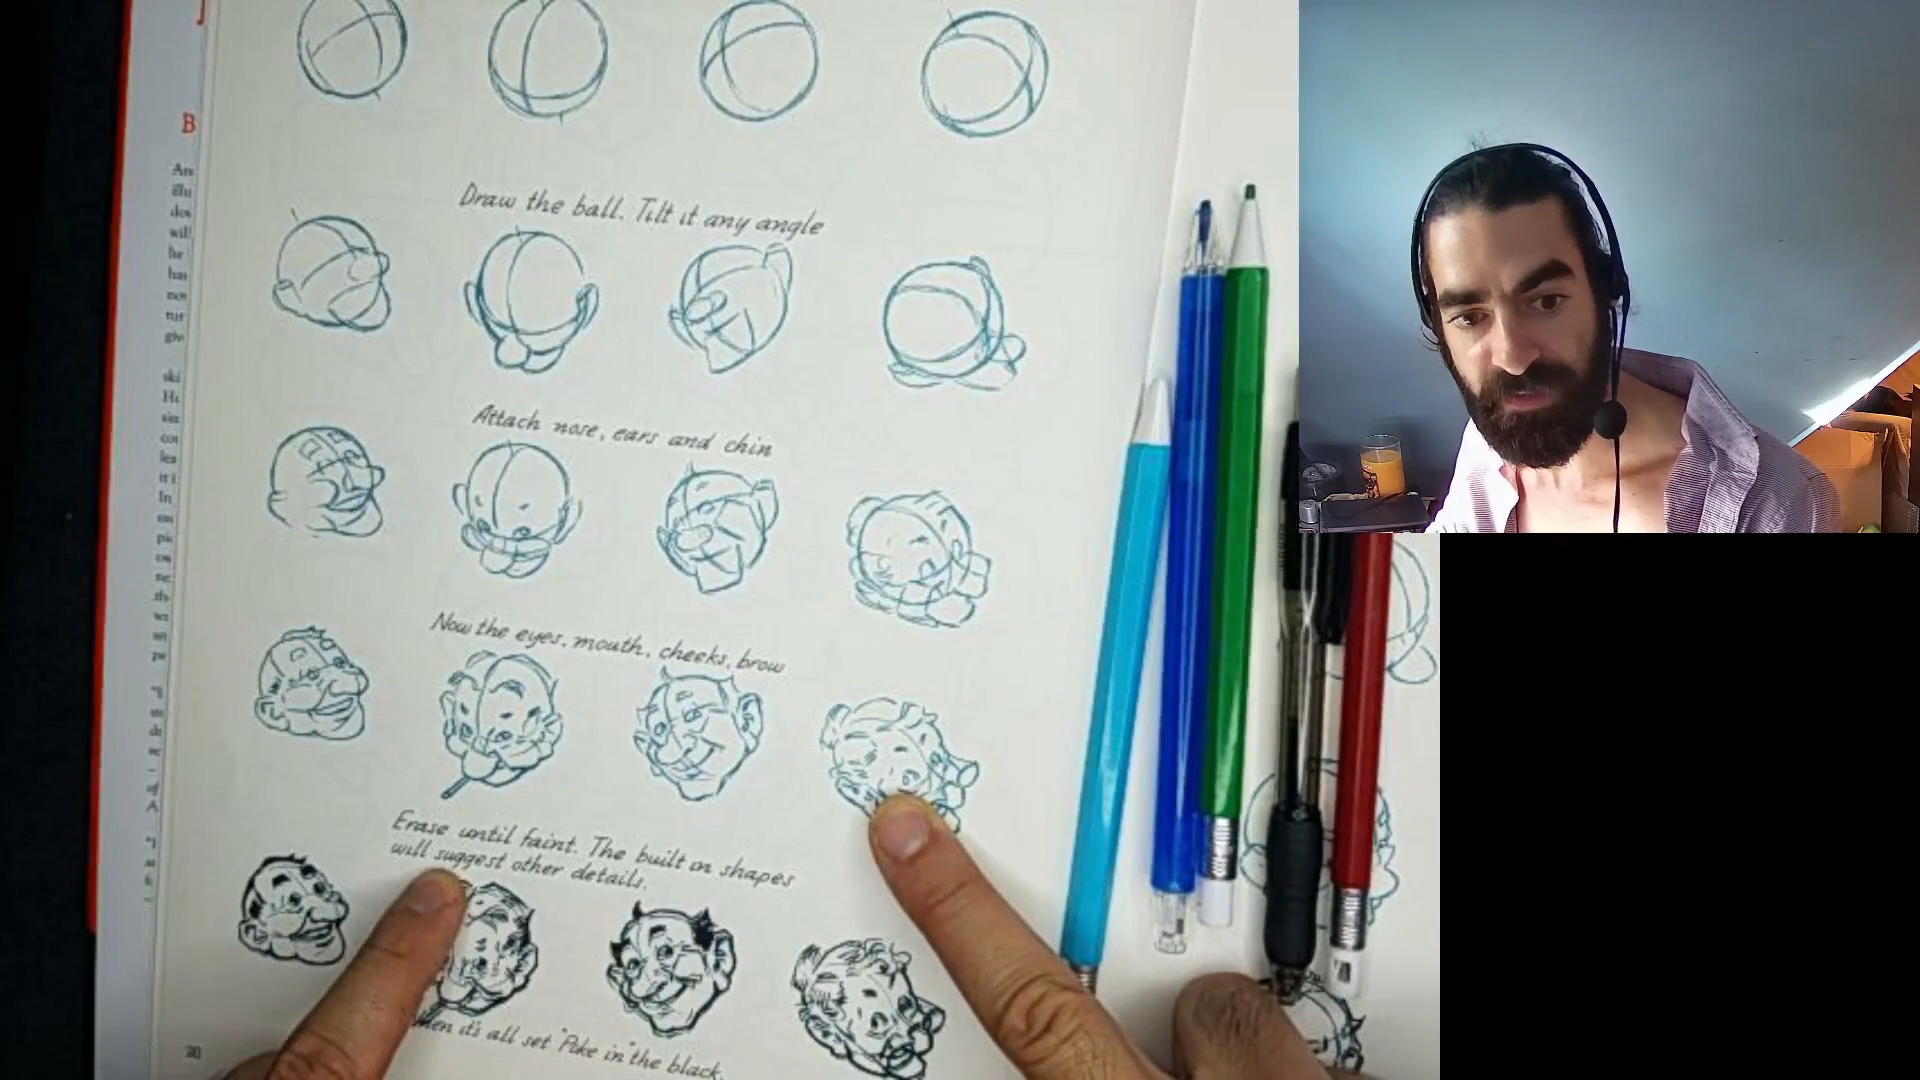 B
Draw the ball. Tilt it any angle
Attach nose, ears and chin
Now the eyes, mouth, cheeks, brow
Erase until faint. The built on shapes
will suggest other details.
it's all set "Poke in" the black.